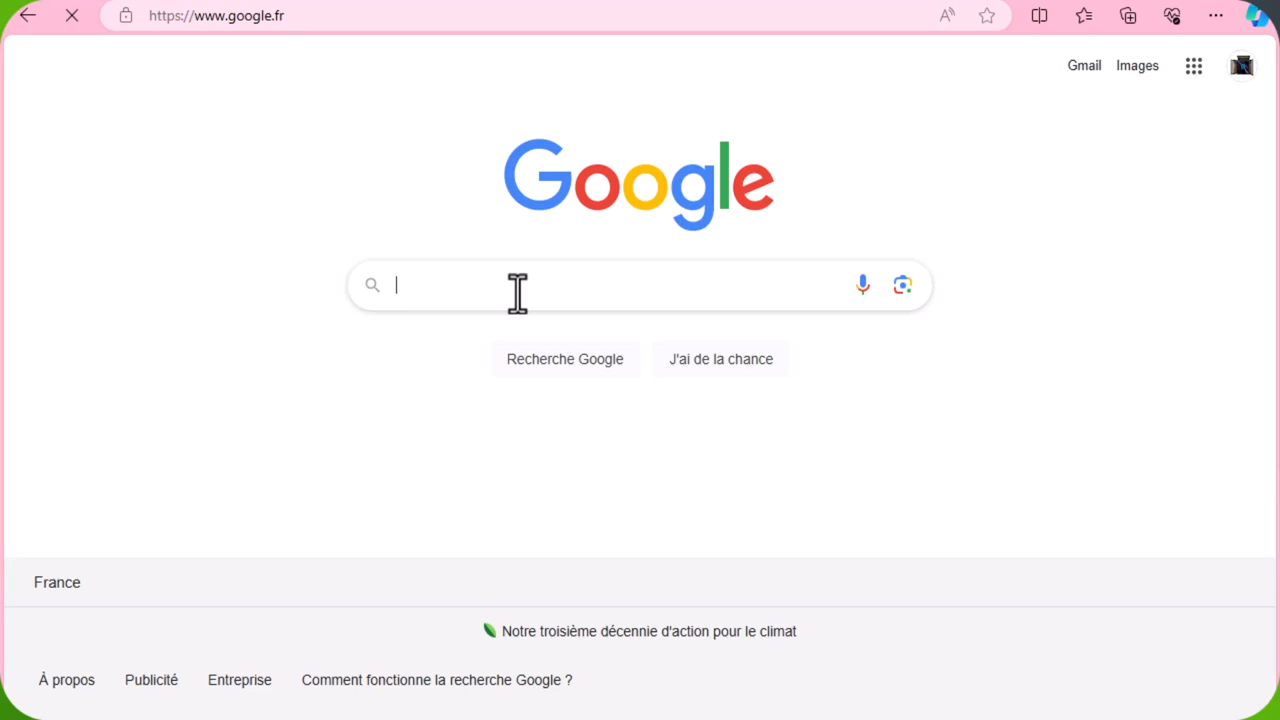 https://www.google.fr
Gmail Images
Google
Recherche Google J'ai de la chance
France
Notre troisième décennie d'action pour le climat
À propos Publicité Entreprise Comment fonctionne la recherche Google ?